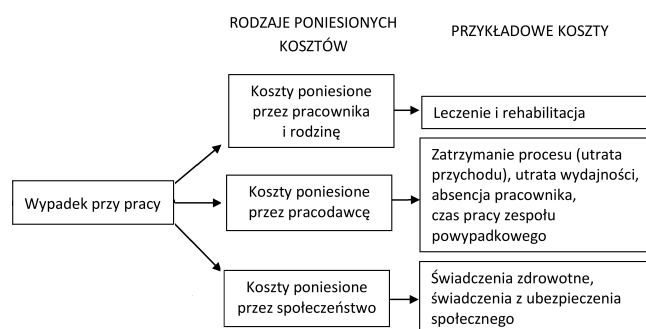 RODZAJE PONIESIONYCH
KOSZTÓW
PRZYKŁADOWE KOSZTY
Wypadek przy pracy
Koszty poniesione
przez pracownika
i rodzinę
Leczenie i rehabilitacja
Koszty poniesione
przez pracodawcę
Zatrzymanie procesu (utrata
przychodu), utrata wydajności,
absencja pracownika,
czas pracy zespołu
powypadkowego
Koszty poniesione
przez społeczeństwo
Świadczenia zdrowotne,
świadczenia z ubezpieczenia
społecznego